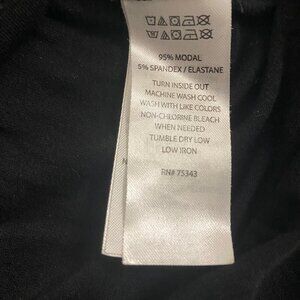 95% MODAL
5% SPANDEX / ELASTANE
TURN INSIDE OUT
MACHINE WASH COOL
WASH WITH LIKE COLORS
NON-CHLORINE BLEACH
WHEN NEEDED
TUMBLE DRY LOW
LOW IRON
RN# 75343
N